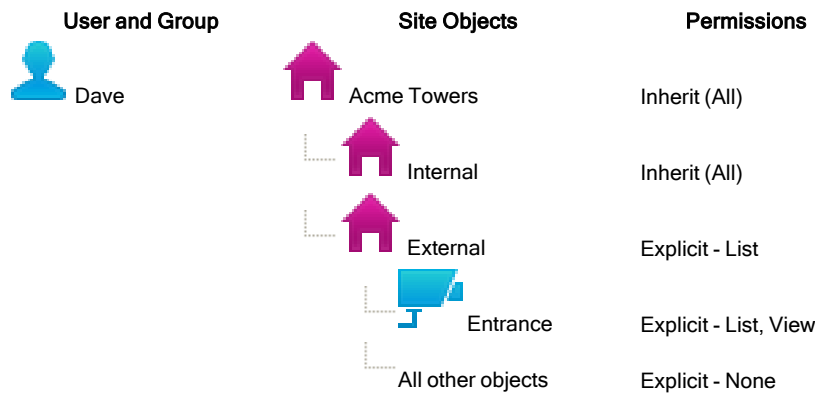 User and Group Site Objects Permissions
Dave Acme Towers Inherit (All)
Internal Inherit (All)
External Explicit - List
Entrance Explicit - List, View
All other objects Explicit - None